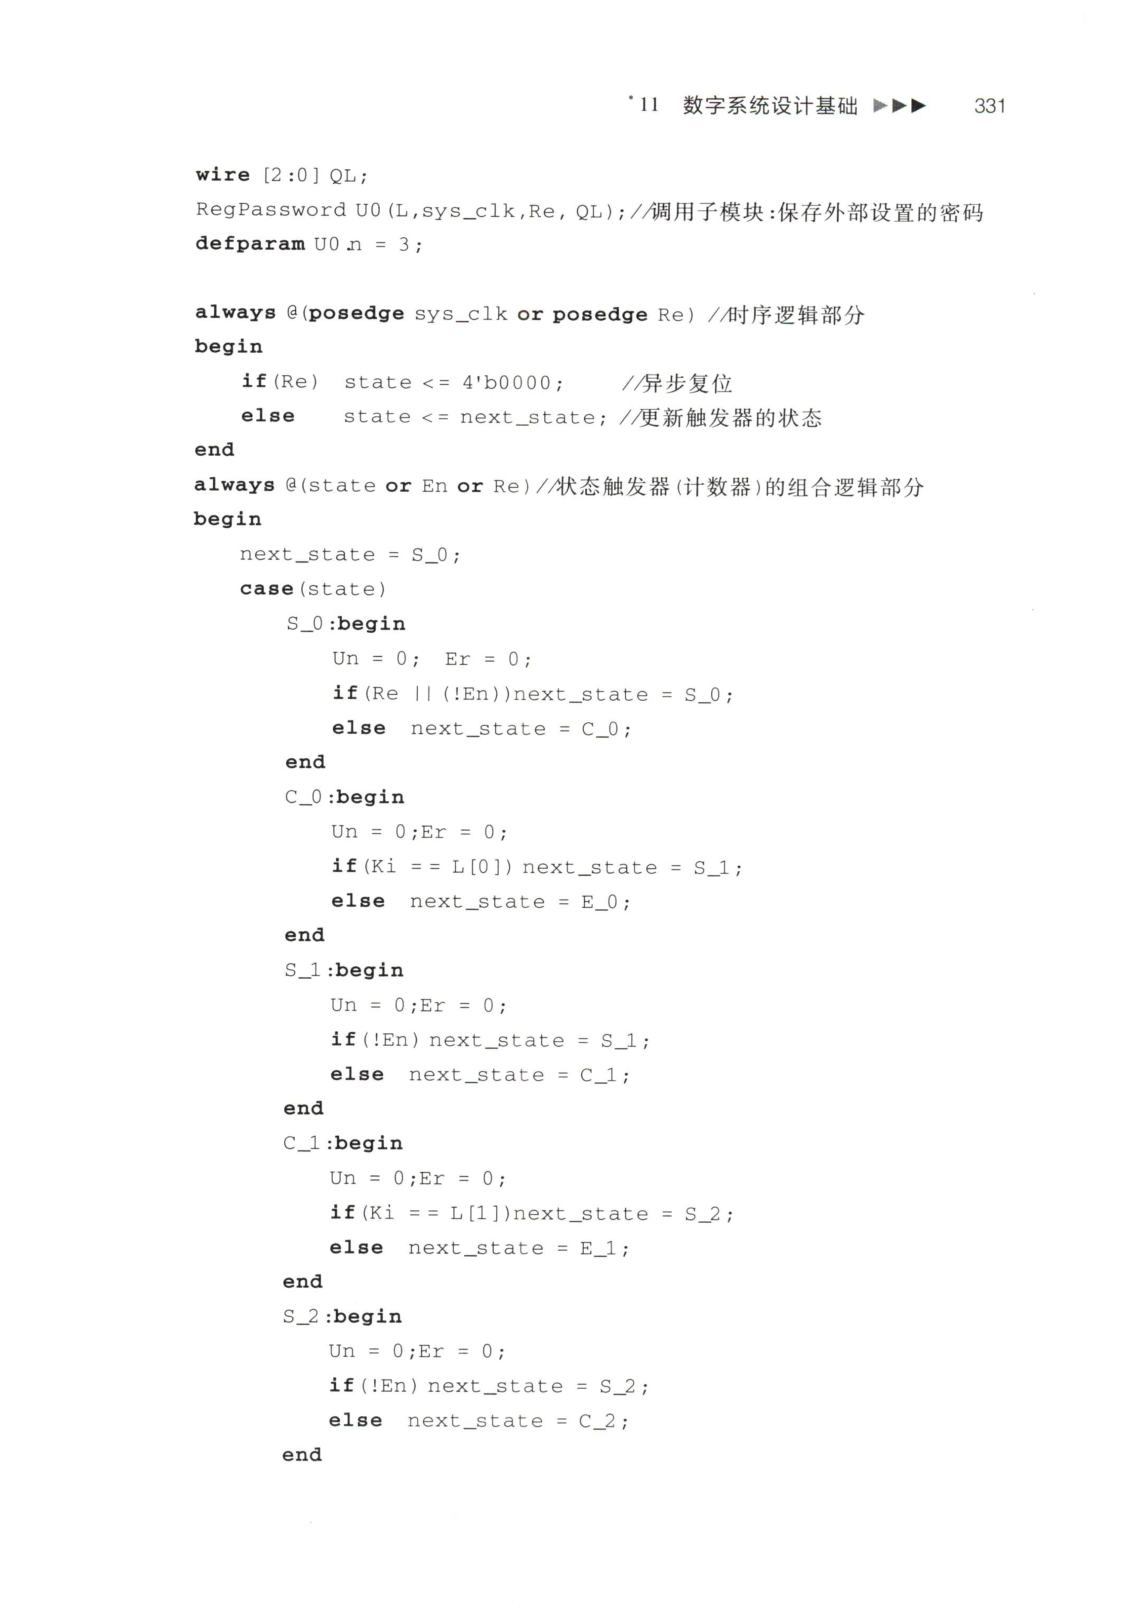 *11 数字系统设计基础 ▶▶▶ 331
wire [2:0] QL;
RegPassword U0(L,sys_clk,Re, QL);//调用子模块:保存外部设置的密码
defparam U0.n = 3;
always @(posedge sys_clk or posedge Re) //时序逻辑部分
begin
if(Re) state <= 4'b0000; //异步复位
else state <= next_state; //更新触发器的状态
end
always @(state or En or Re)//状态触发器(计数器)的组合逻辑部分
begin
next_state = S_0;
case(state)
S_0:begin
Un = 0; Er = 0;
if(Re || (!En))next_state = S_0;
else next_state = C_0;
end
C_0:begin
Un = 0;Er = 0;
if(Ki == L[0]) next_state = S_1;
else next_state = E_0;
end
S_1:begin
Un = 0;Er = 0;
if(!En) next_state = S_1;
else next_state = C_1;
end
C_1:begin
Un = 0;Er = 0;
if(Ki == L[1])next_state = S_2;
else next_state = E_1;
end
S_2:begin
Un = 0;Er = 0;
if(!En) next_state = S_2;
else next_state = C_2;
end